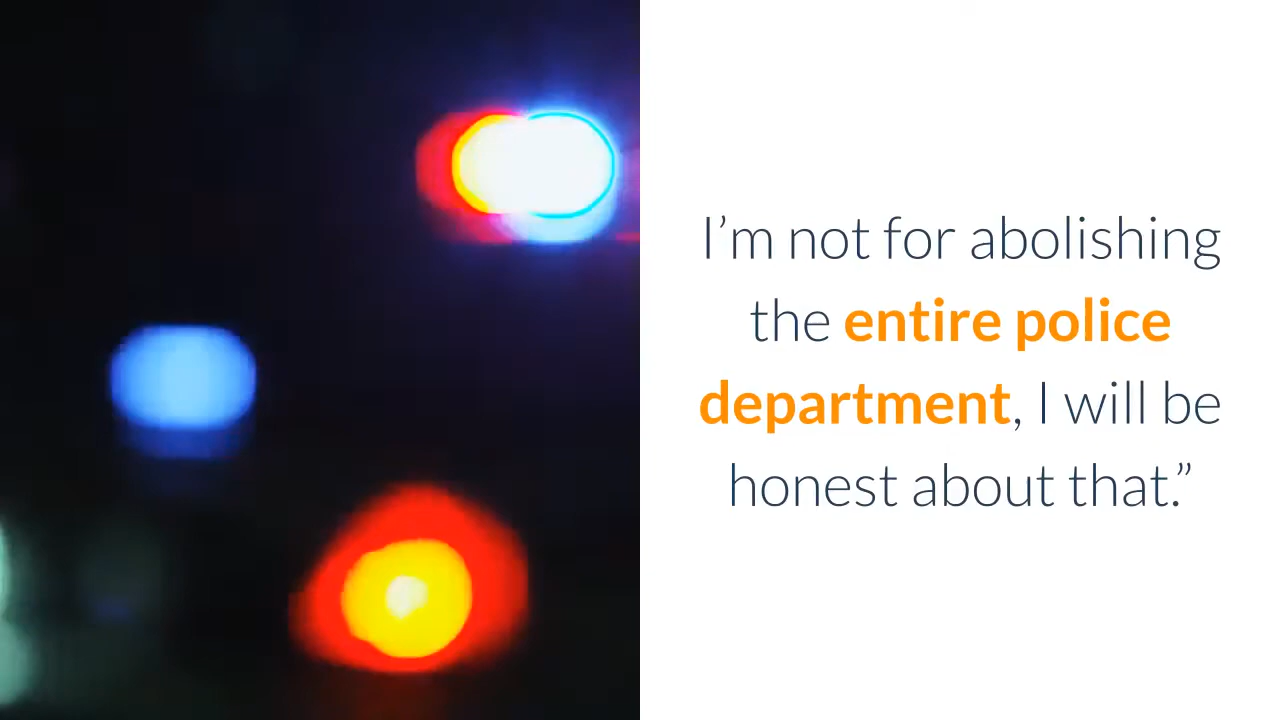 I’m not for abolishing
the entire police
department, I will be
honest about that.”